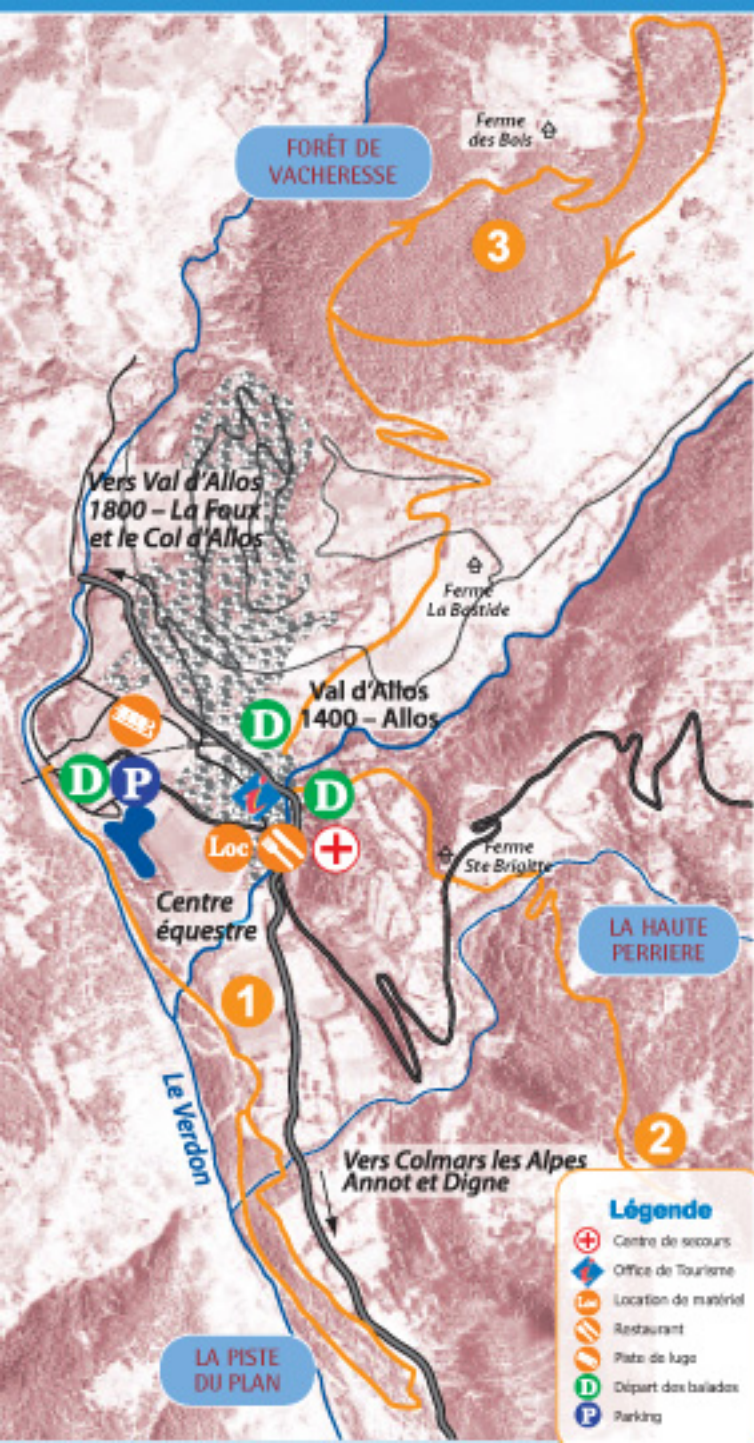 FORÊT DE
VACHERESSE
Ferme
des Bois
3
Vers Val d'Allos
1800 – La Foux
et le Col d'Allos
Ferme
La Bastide
Val d'Allos
1400 – Allos
D
D
P
i
D
Loc
Ferme
Ste Brigitte
Centre
équestre
LA HAUTE
PERRIERE
1
Le Verdon
2
Vers Colmars les Alpes
Annot et Digne
LA PISTE
DU PLAN
Légende
Centre de secours
i
Office de Tourisme
Loc
Location de matériel
Restaurant
Piste de luge
D
Départ des balades
P
Parking